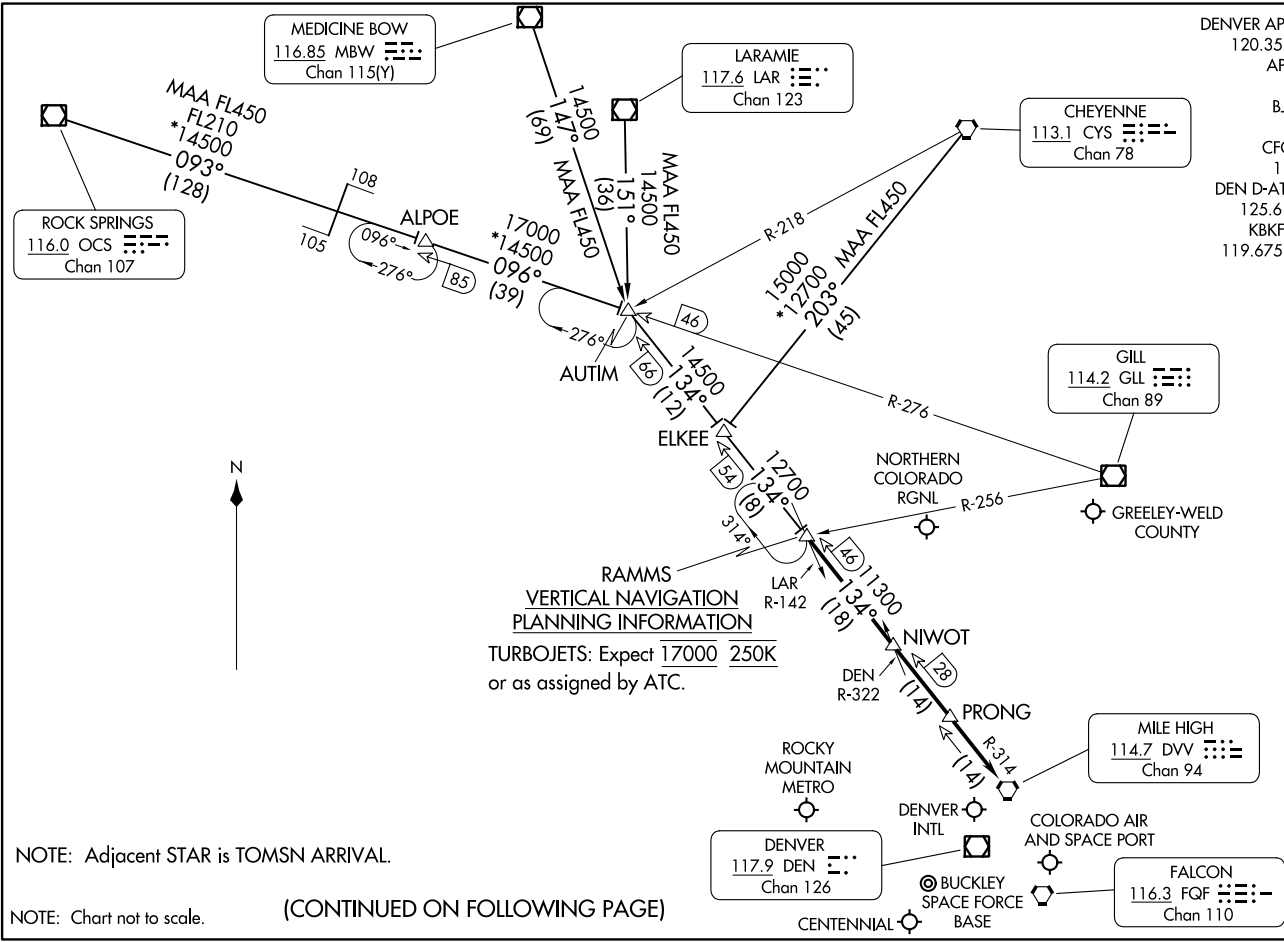 MEDICINE BOW
116.85 MBW
Chan 115(Y)
LARAMIE
117.6 LAR
Chan 123
CHEYENNE
113.1 CYS
Chan 78
DENVER AP
120.35
AP
B
CFO
1
DEN D-AT
125.6
KBKF
119.675
ROCK SPRINGS
116.0 OCS
Chan 107
MAA FL450
FL210
*14500
093°
(128)
108
105
ALPOE
096°
276°
85
17000
*14500
096°
(39)
14500
147°
(69)
MAA FL450
MAA FL450
14500
151°
(36)
R-218
15000
*12700
203°
(45)
MAA FL450
276°
AUTIM
46
66
14500
134°
(12)
R-276
GILL
114.2 GLL
Chan 89
ELKEE
54
12700
134°
(8)
NORTHERN
COLORADO
RGNL
R-256
GREELEY-WELD
COUNTY
N
314°
RAMMS
VERTICAL NAVIGATION
PLANNING INFORMATION
TURBOJETS: Expect 17000 250K
or as assigned by ATC.
LAR
R-142
46
11300
134°
(18)
NIWOT
DEN
R-322
28
(14)
PRONG
R-314
(14)
MILE HIGH
114.7 DVV
Chan 94
ROCKY
MOUNTAIN
METRO
DENVER
INTL
COLORADO AIR
AND SPACE PORT
DENVER
117.9 DEN
Chan 126
BUCKLEY
SPACE FORCE
BASE
FALCON
116.3 FQF
Chan 110
CENTENNIAL
NOTE: Adjacent STAR is TOMSN ARRIVAL.
NOTE: Chart not to scale.
(CONTINUED ON FOLLOWING PAGE)